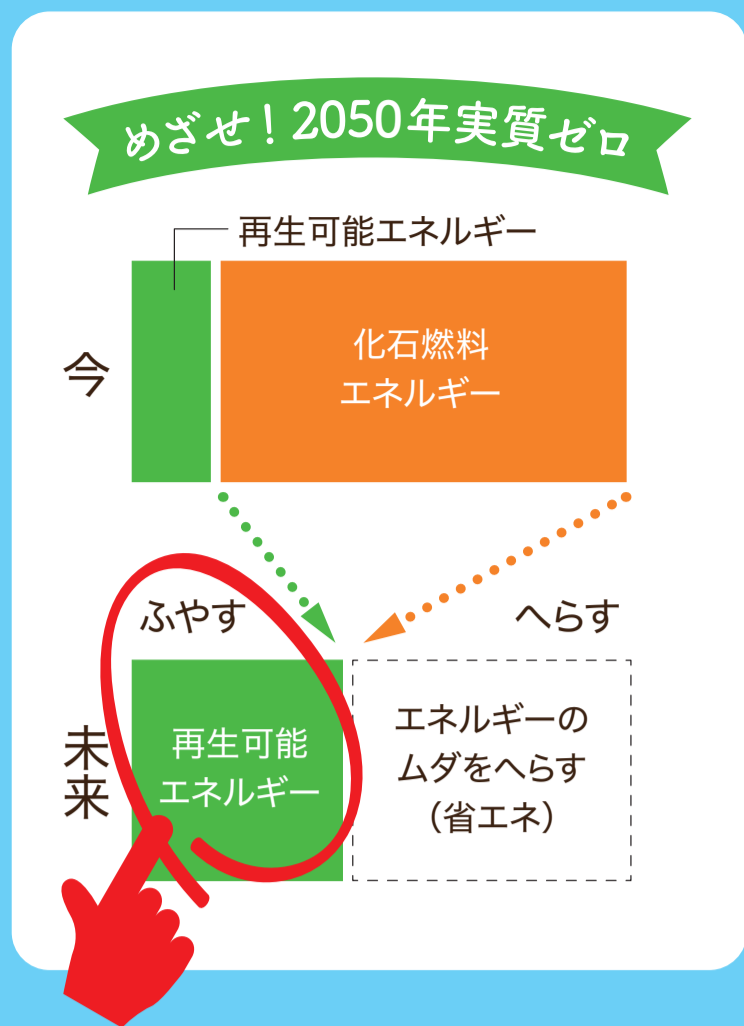 めざせ！2050年実質ゼロ
再生可能エネルギー
今
化石燃料
エネルギー
ふやす
へらす
未来
再生可能
エネルギー
エネルギーの
ムダをへらす
（省エネ）